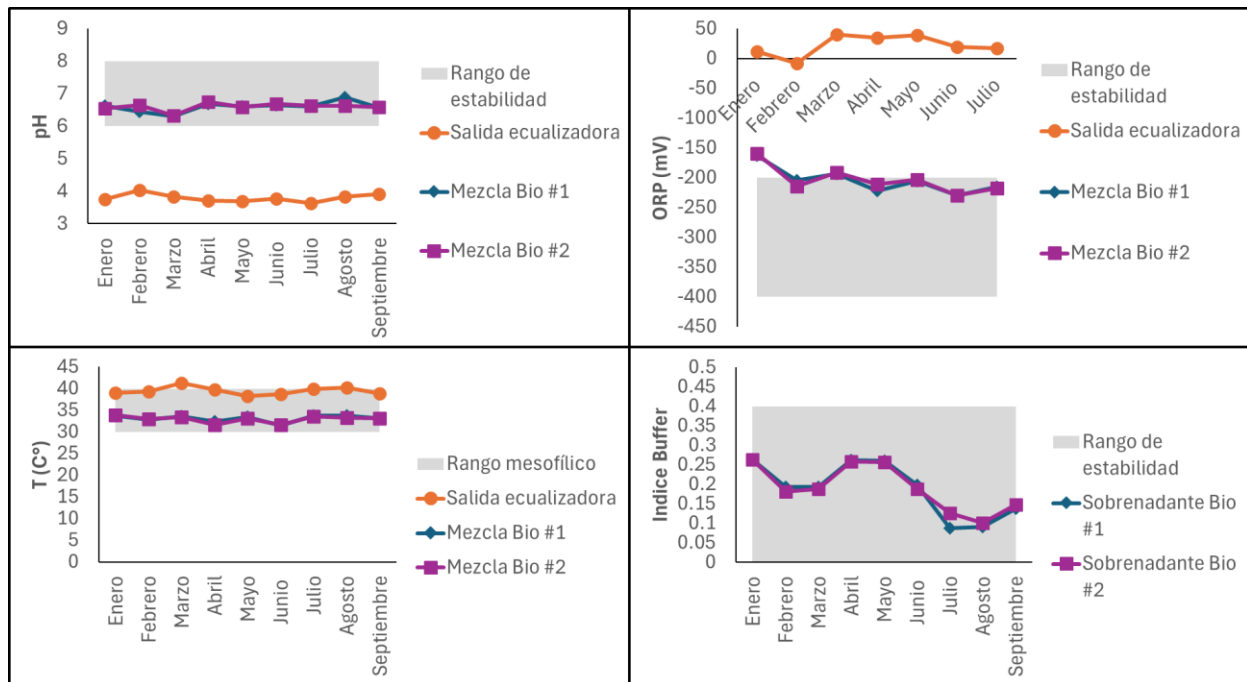 9
8
7
6
5
4
3
pH
Enero
Febrero
Marzo
Abril
Mayo
Junio
Julio
Agosto
Septiembre
Rango de
estabilidad
Salida ecualizadora
Mezcla Bio #1
Mezcla Bio #2
50
0
-50
-100
-150
-200
-250
-300
-350
-400
-450
ORP (mV)
Enero
Febrero
Marzo
Abril
Mayo
Junio
Julio
Rango de
estabilidad
Salida ecualizadora
Mezcla Bio #1
Mezcla Bio #2
45
40
35
30
25
20
15
10
5
0
T (C°)
Enero
Febrero
Marzo
Abril
Mayo
Junio
Julio
Agosto
Septiembre
Rango mesofílico
Salida ecualizadora
Mezcla Bio #1
Mezcla Bio #2
0.5
0.45
0.4
0.35
0.3
0.25
0.2
0.15
0.1
0.05
0
Indice Buffer
Enero
Febrero
Marzo
Abril
Mayo
Junio
Julio
Agosto
Septiembre
Rango de
estabilidad
Sobrenadante Bio
#1
Sobrenadante Bio
#2